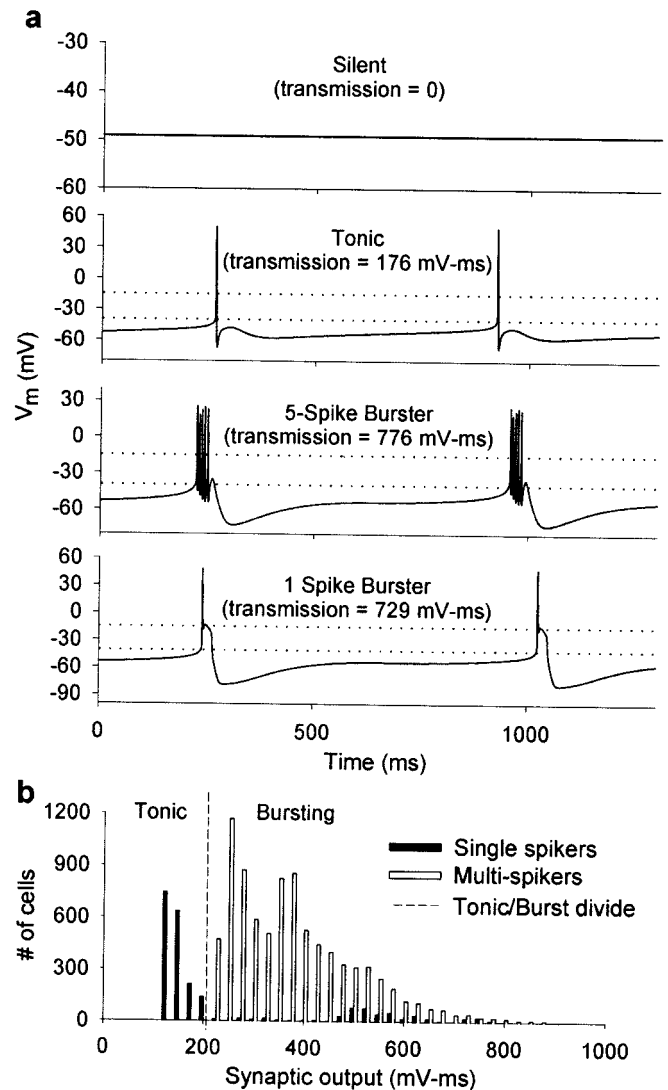 a
-30
-40
-50
-60
Silent
(transmission = 0)
60
30
0
-30
-60
Tonic
(transmission = 176 mV-ms)
Vm (mV)
30
0
-30
-60
5-Spike Burster
(transmission = 776 mV-ms)
60
30
0
-30
-60
-90
1 Spike Burster
(transmission = 729 mV-ms)
0 500 1000
Time (ms)
b
1200
900
600
300
0
# of cells
Tonic Bursting
Single spikers
Multi-spikers
Tonic/Burst divide
0 200 400 600 800 1000
Synaptic output (mV-ms)